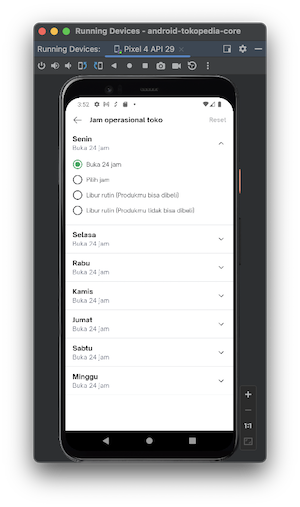 Running Devices - android-tokopedia-core
Running Devices: Pixel 4 API 29
3:52
Jam operasional toko Reset
Senin
Buka 24 jam
Buka 24 jam
Pilih jam
Libur rutin (Produkmu bisa dibeli)
Libur rutin (Produkmu tidak bisa dibeli)
Selasa
Buka 24 jam
Rabu
Buka 24 jam
Kamis
Buka 24 jam
Jumat
Buka 24 jam
Sabtu
Buka 24 jam
Minggu
Buka 24 jam
1:1